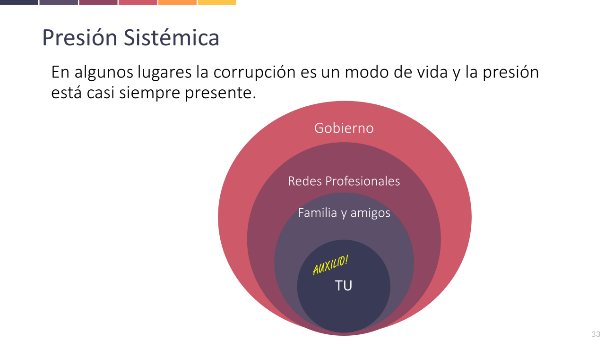 Presión Sistémica
En algunos lugares la corrupción es un modo de vida y la presión
está casi siempre presente.
Gobierno
Redes Profesionales
Familia y amigos
AUXILIO!
TU
33